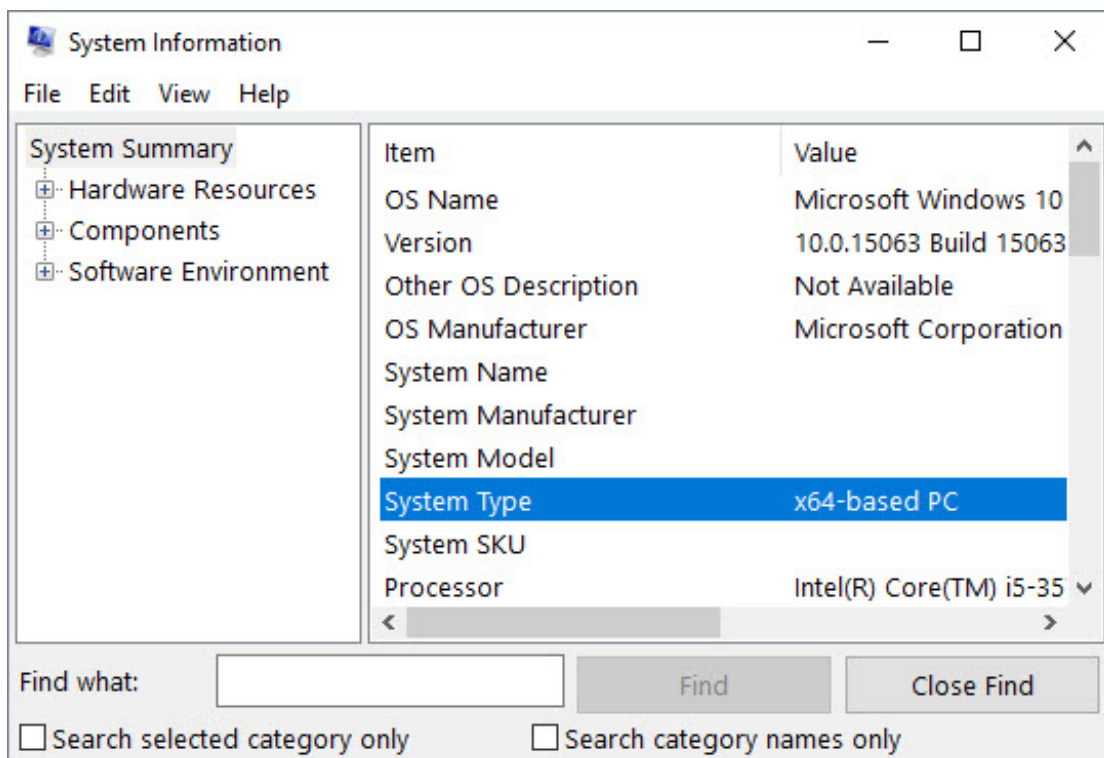 System Information
File Edit View Help
System Summary
Hardware Resources
Components
Software Environment
Item Value
OS Name Microsoft Windows 10
Version 10.0.15063 Build 15063
Other OS Description Not Available
OS Manufacturer Microsoft Corporation
System Name
System Manufacturer
System Model
System Type x64-based PC
System SKU
Processor Intel(R) Core(TM) i5-35
Find what: Find Close Find
Search selected category only Search category names only